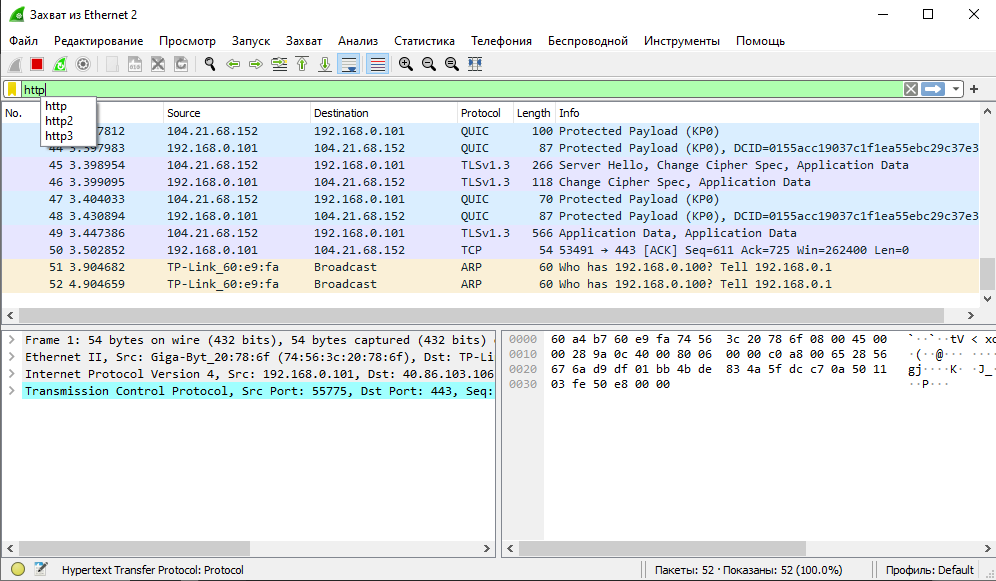 Захват из Ethernet 2
Файл Редактирование Просмотр Запуск Захват Анализ Статистика Телефония Беспроводной Инструменты Помощь
http
http
http2
http3
No. Source Destination Protocol Length Info
7812 104.21.68.152 192.168.0.101 QUIC 100 Protected Payload (KP0)
44 3.397983 192.168.0.101 104.21.68.152 QUIC 87 Protected Payload (KP0), DCID=0155acc19037c1f1ea55ebc29c37e3
45 3.398954 104.21.68.152 192.168.0.101 TLSv1.3 266 Server Hello, Change Cipher Spec, Application Data
46 3.399095 192.168.0.101 104.21.68.152 TLSv1.3 118 Change Cipher Spec, Application Data
47 3.404033 104.21.68.152 192.168.0.101 QUIC 70 Protected Payload (KP0)
48 3.430894 192.168.0.101 104.21.68.152 QUIC 87 Protected Payload (KP0), DCID=0155acc19037c1f1ea55ebc29c37e3
49 3.447386 104.21.68.152 192.168.0.101 TLSv1.3 566 Application Data, Application Data
50 3.502852 192.168.0.101 104.21.68.152 TCP 54 53491 → 443 [ACK] Seq=611 Ack=725 Win=262400 Len=0
51 3.904682 TP-Link_60:e9:fa Broadcast ARP 60 Who has 192.168.0.100? Tell 192.168.0.1
52 4.904659 TP-Link_60:e9:fa Broadcast ARP 60 Who has 192.168.0.100? Tell 192.168.0.1
Frame 1: 54 bytes on wire (432 bits), 54 bytes captured (432 bits)
Ethernet II, Src: Giga-Byt_20:78:6f (74:56:3c:20:78:6f), Dst: TP-Li
Internet Protocol Version 4, Src: 192.168.0.101, Dst: 40.86.103.106
Transmission Control Protocol, Src Port: 55775, Dst Port: 443, Seq:
0000 60 a4 b7 60 e9 fa 74 56 3c 20 78 6f 08 00 45 00 `··`··tV < xo
0010 00 28 9a 0c 40 00 80 06 00 00 c0 a8 00 65 28 56 ·(··@··· ····
0020 67 6a d9 df 01 bb 4b de 83 4a 5f dc c7 0a 50 11 gj····K· ·J_·
0030 03 fe 50 e8 00 00 ··P···
Hypertext Transfer Protocol: Protocol Пакеты: 52 · Показаны: 52 (100.0%) Профиль: Default